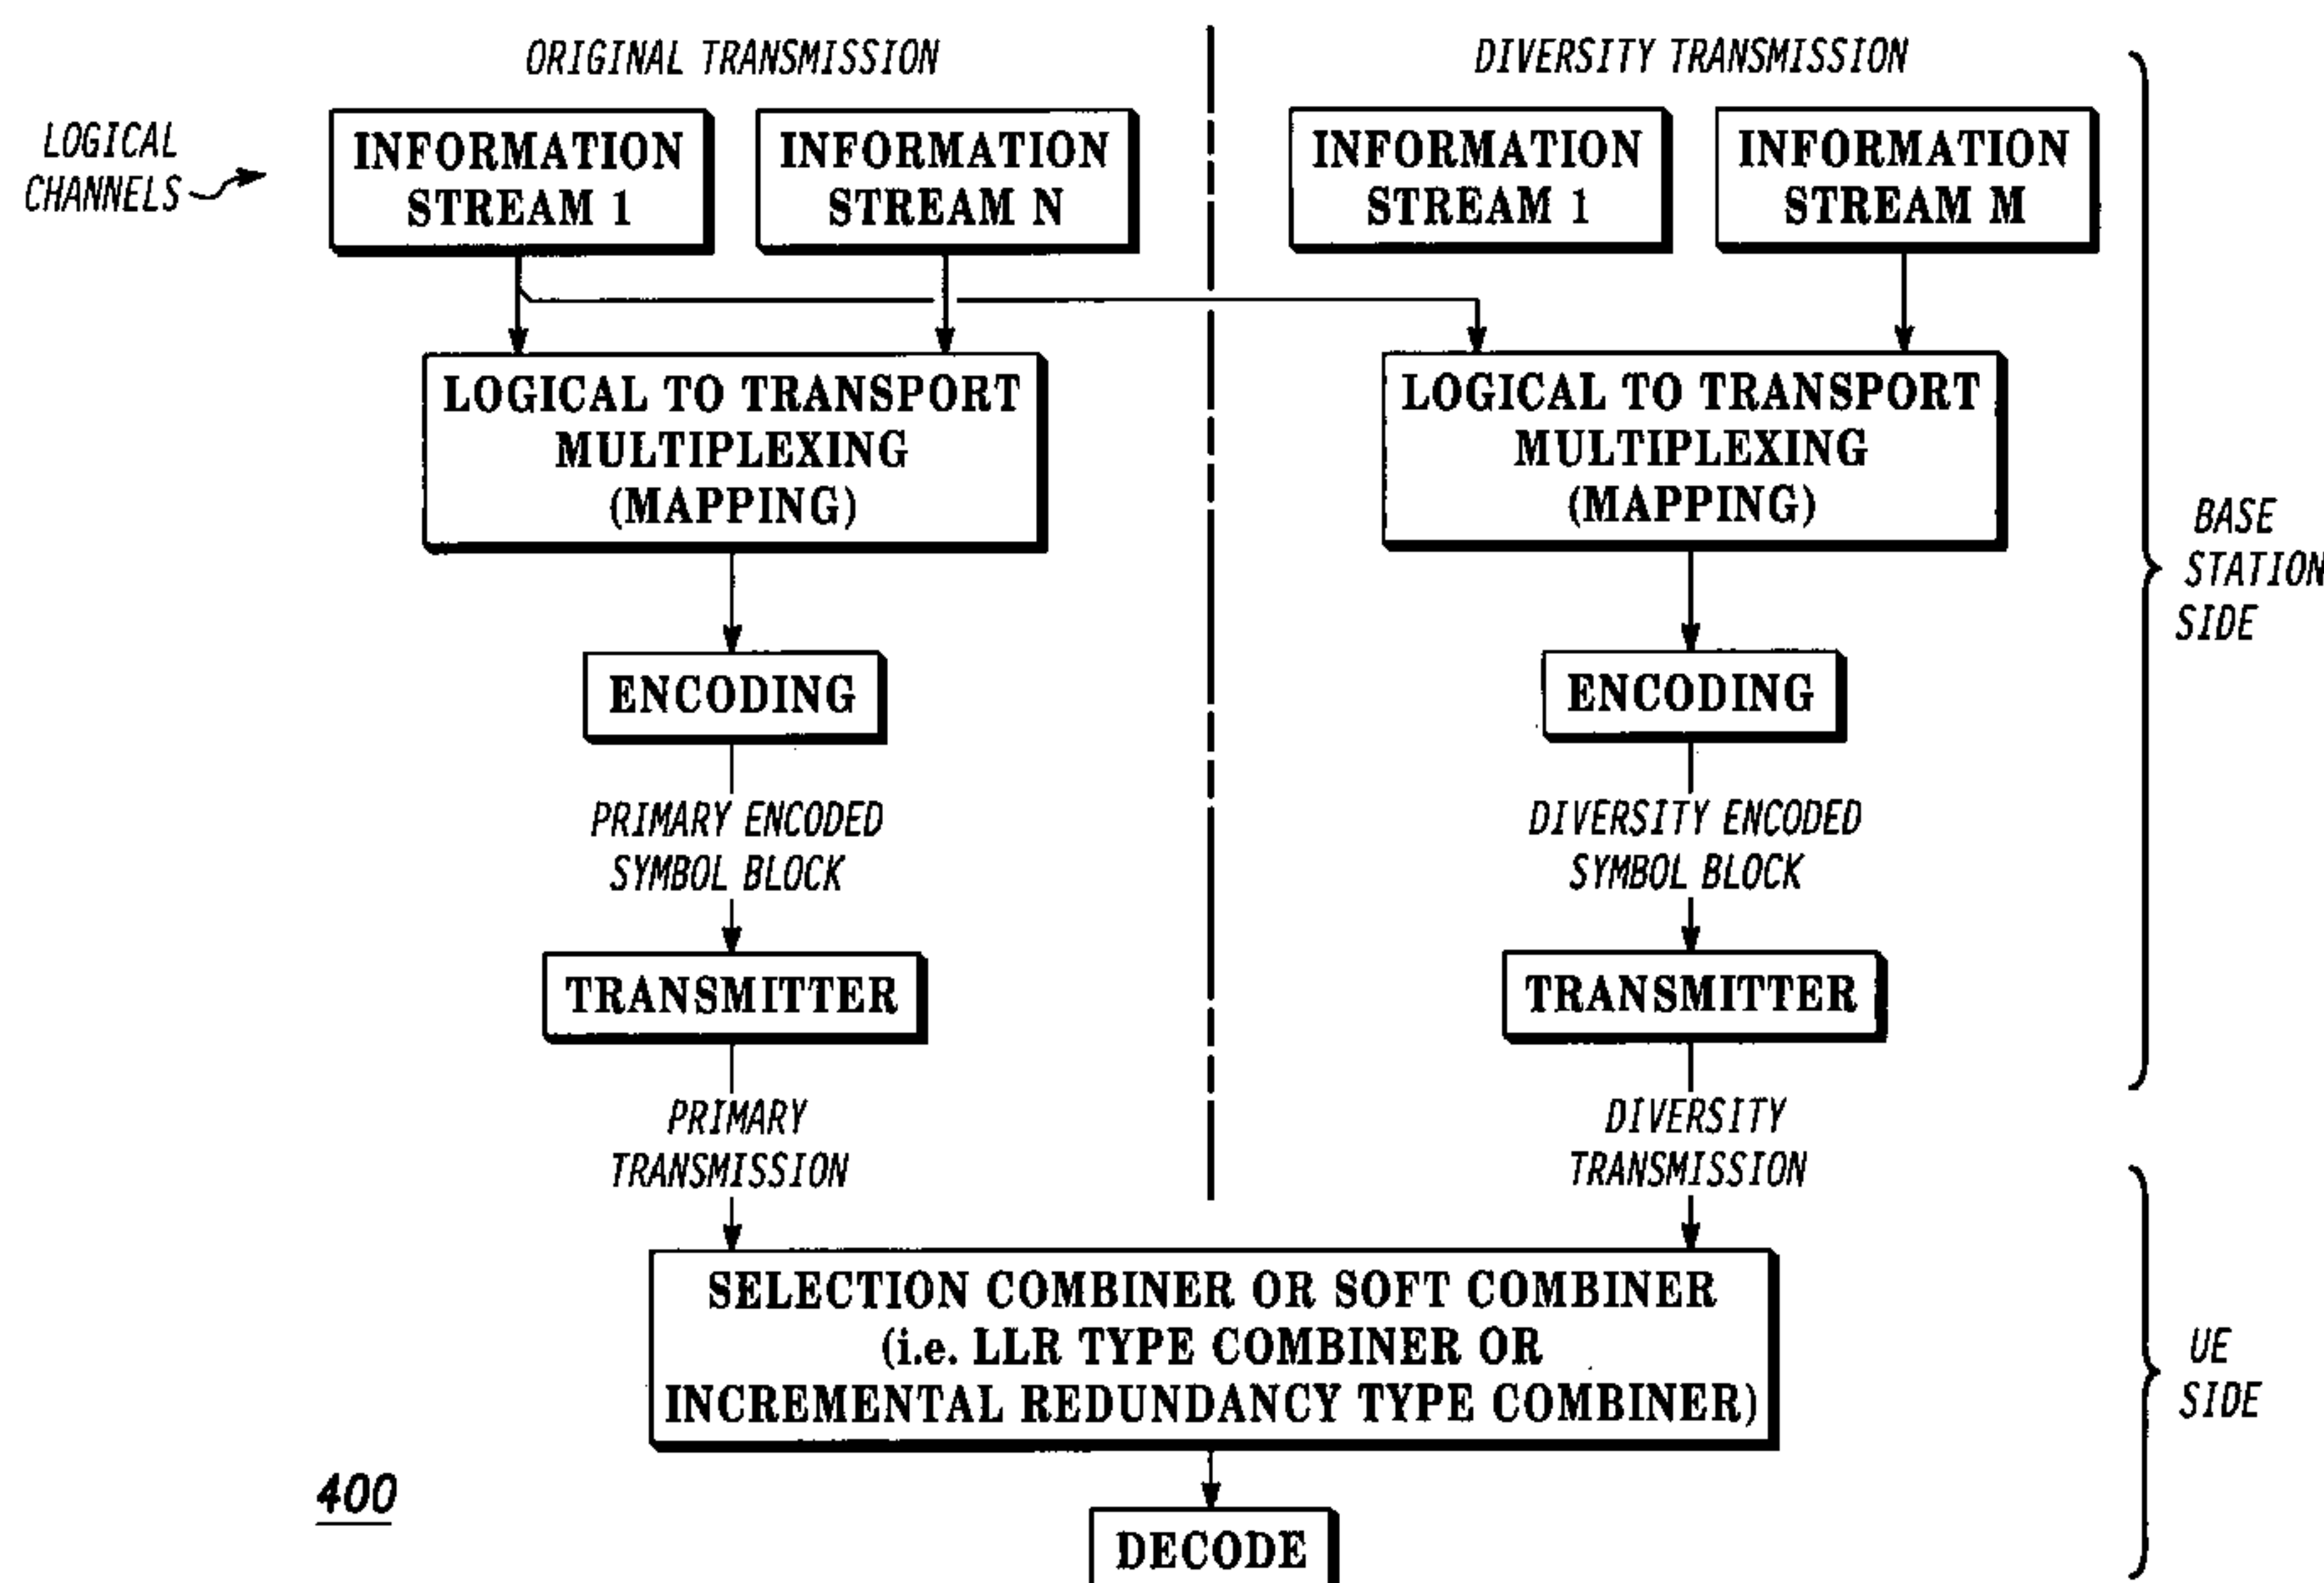 ORIGINAL TRANSMISSION
DIVERSITY TRANSMISSION
LOGICAL
CHANNELS
INFORMATION
STREAM 1
INFORMATION
STREAM N
INFORMATION
STREAM 1
INFORMATION
STREAM M
LOGICAL TO TRANSPORT
MULTIPLEXING
(MAPPING)
LOGICAL TO TRANSPORT
MULTIPLEXING
(MAPPING)
BASE
STATION
SIDE
ENCODING
ENCODING
PRIMARY ENCODED
SYMBOL BLOCK
DIVERSITY ENCODED
SYMBOL BLOCK
TRANSMITTER
TRANSMITTER
PRIMARY
TRANSMISSION
DIVERSITY
TRANSMISSION
SELECTION COMBINER OR SOFT COMBINER
(i.e. LLR TYPE COMBINER OR
INCREMENTAL REDUNDANCY TYPE COMBINER)
UE
SIDE
400
DECODE